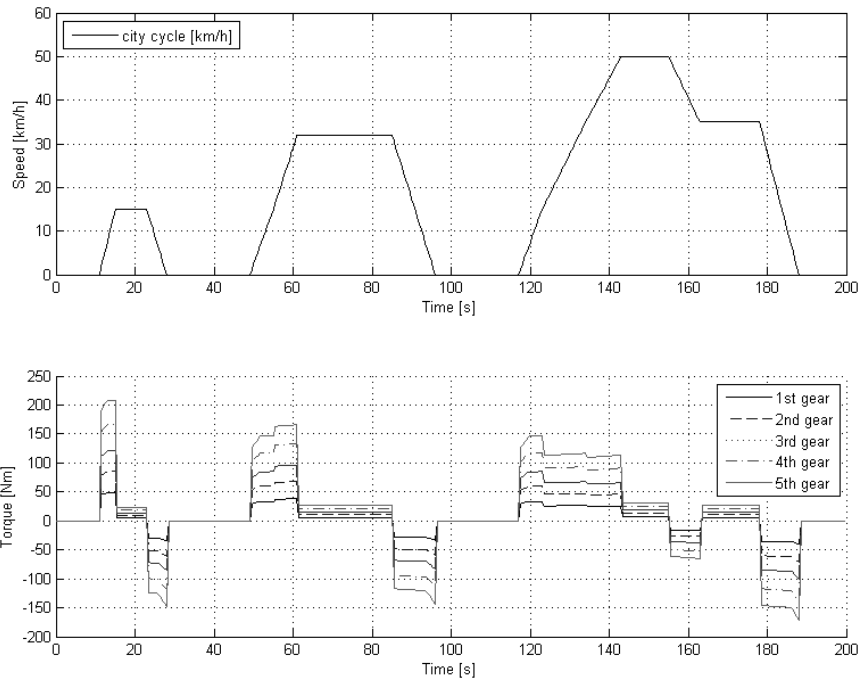 60
50
40
30
20
10
0
Speed [km/h]
city cycle [km/h]
0 20 40 60 80 100 120 140 160 180 200
Time [s]
250
200
150
100
50
0
-50
-100
-150
-200
Torque [Nm]
1st gear
2nd gear
3rd gear
4th gear
5th gear
0 20 40 60 80 100 120 140 160 180 200
Time [s]